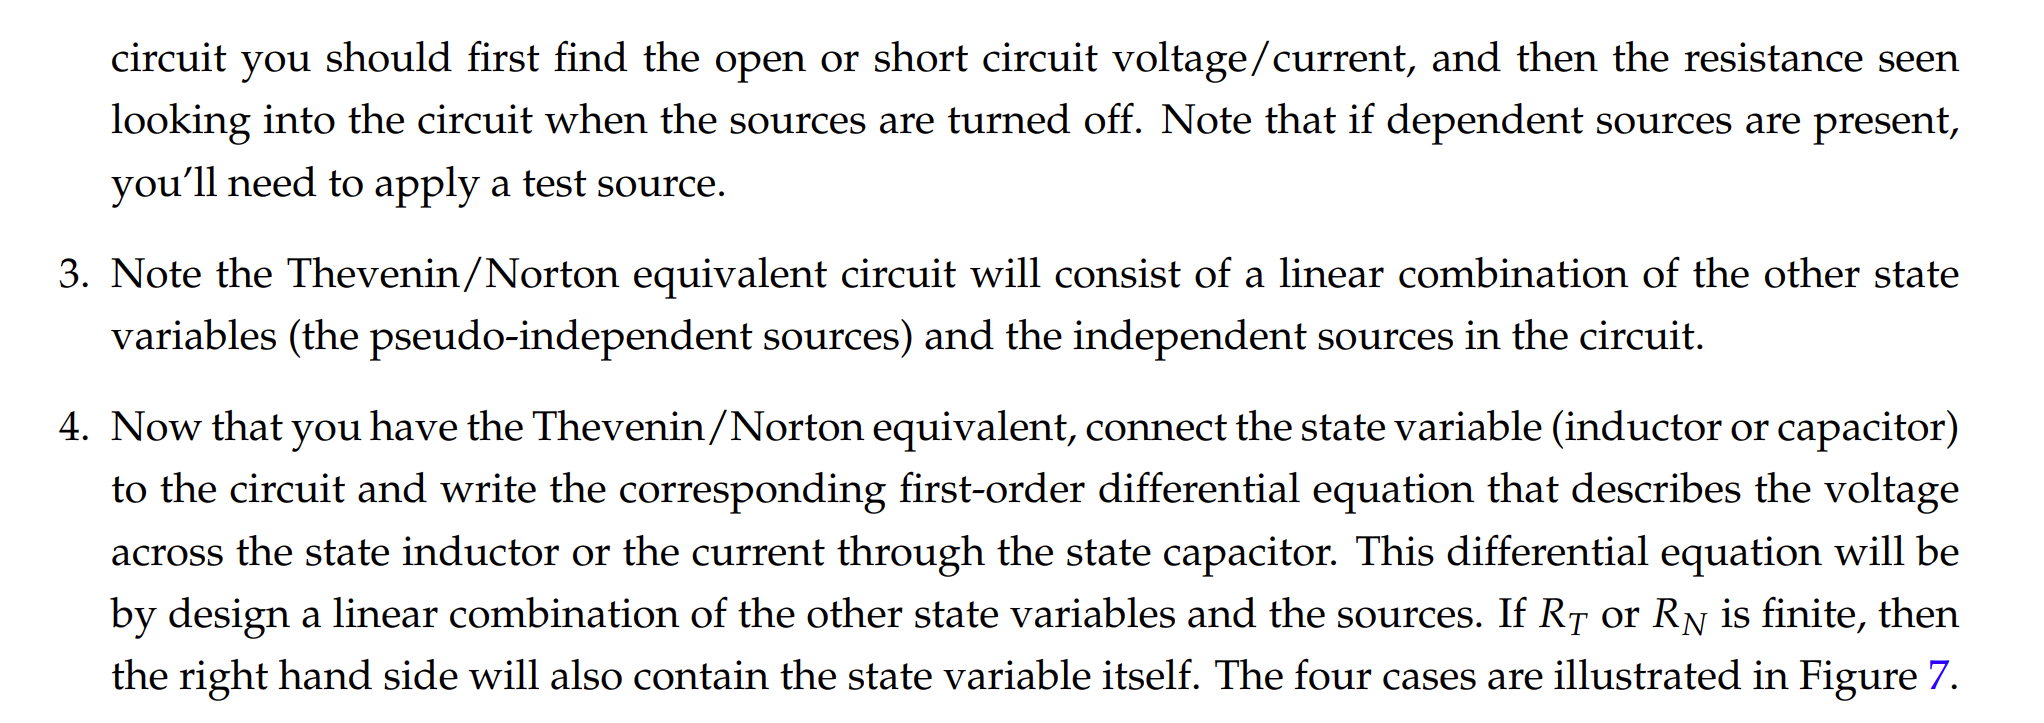 circuit you should first find the open or short circuit voltage/current, and then the resistance seen
looking into the circuit when the sources are turned off. Note that if dependent sources are present,
you'll need to apply a test source.
3. Note the Thevenin/Norton equivalent circuit will consist of a linear combination of the other state
variables (the pseudo-independent sources) and the independent sources in the circuit.
4. Now that you have the Thevenin/Norton equivalent, connect the state variable (inductor or capacitor)
to the circuit and write the corresponding first-order differential equation that describes the voltage
across the state inductor or the current through the state capacitor. This differential equation will be
by design a linear combination of the other state variables and the sources. If R_T or R_N is finite, then
the right hand side will also contain the state variable itself. The four cases are illustrated in Figure 7.